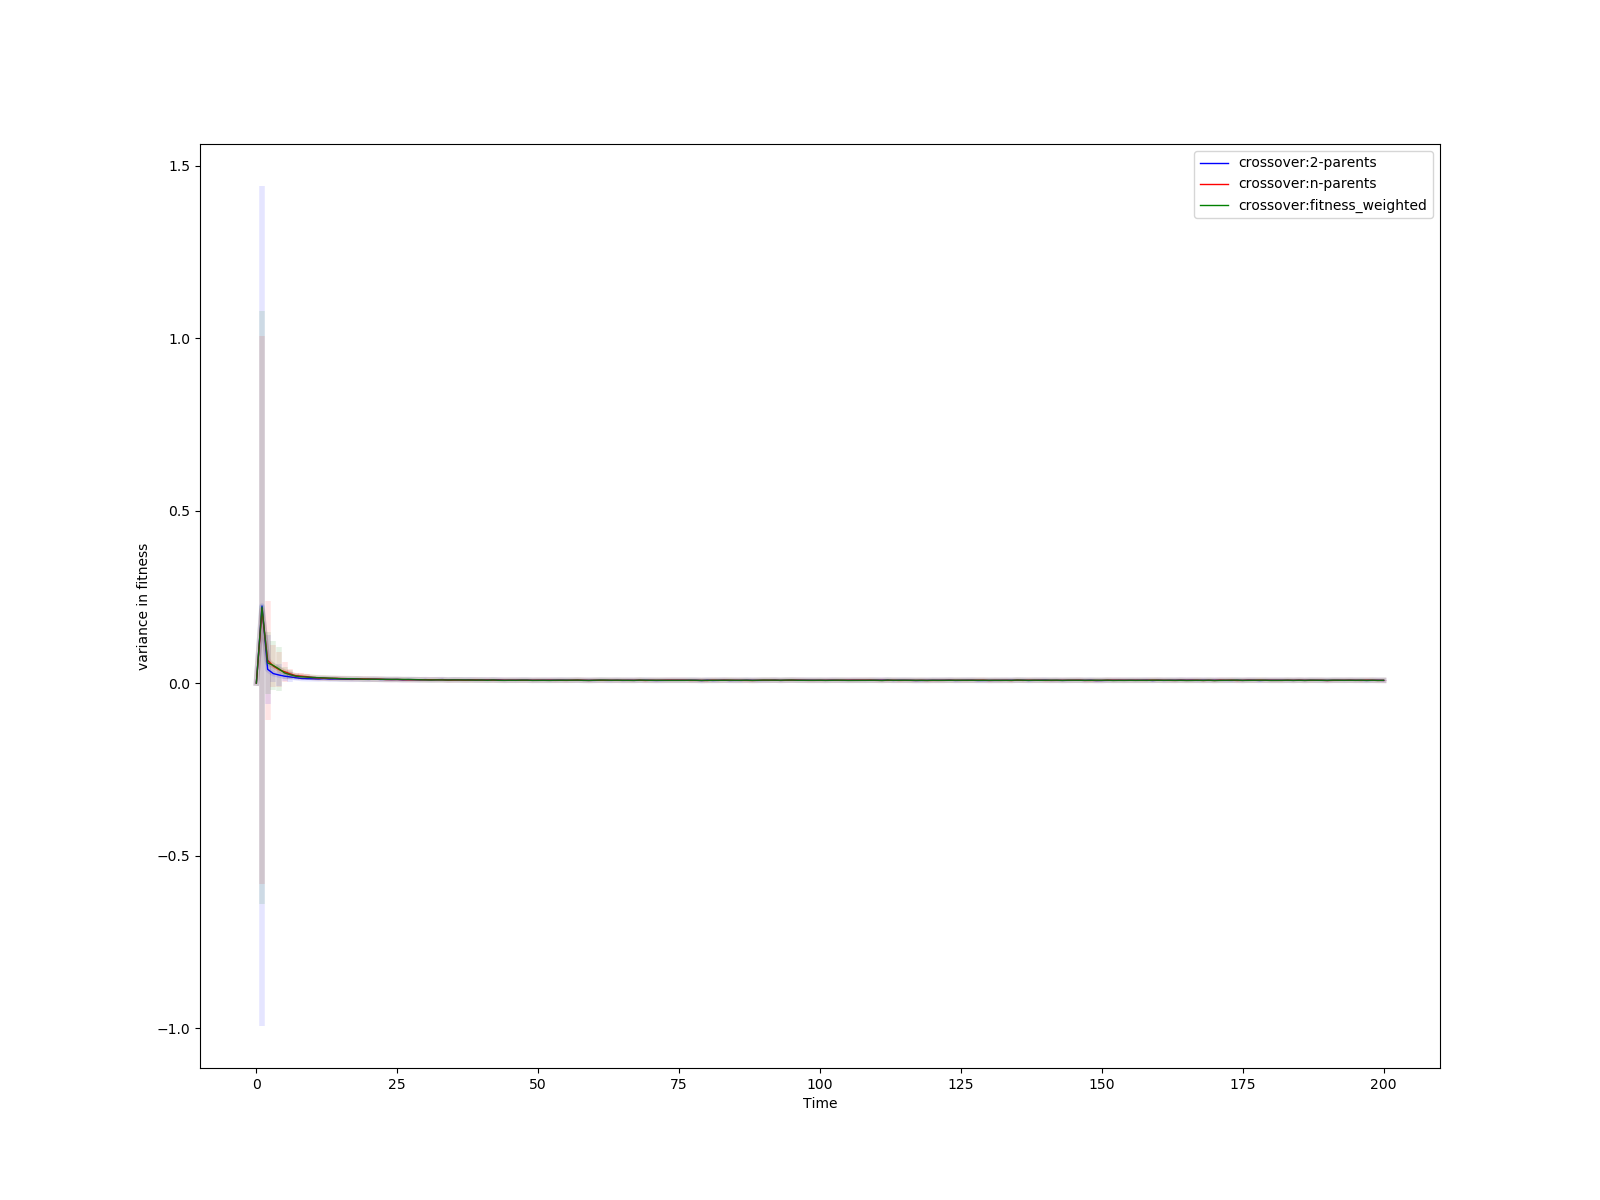 1.5
1.0
0.5
0.0
−0.5
−1.0
variance in fitness
crossover:2-parents
crossover:n-parents
crossover:fitness_weighted
0 25 50 75 100 125 150 175 200
Time